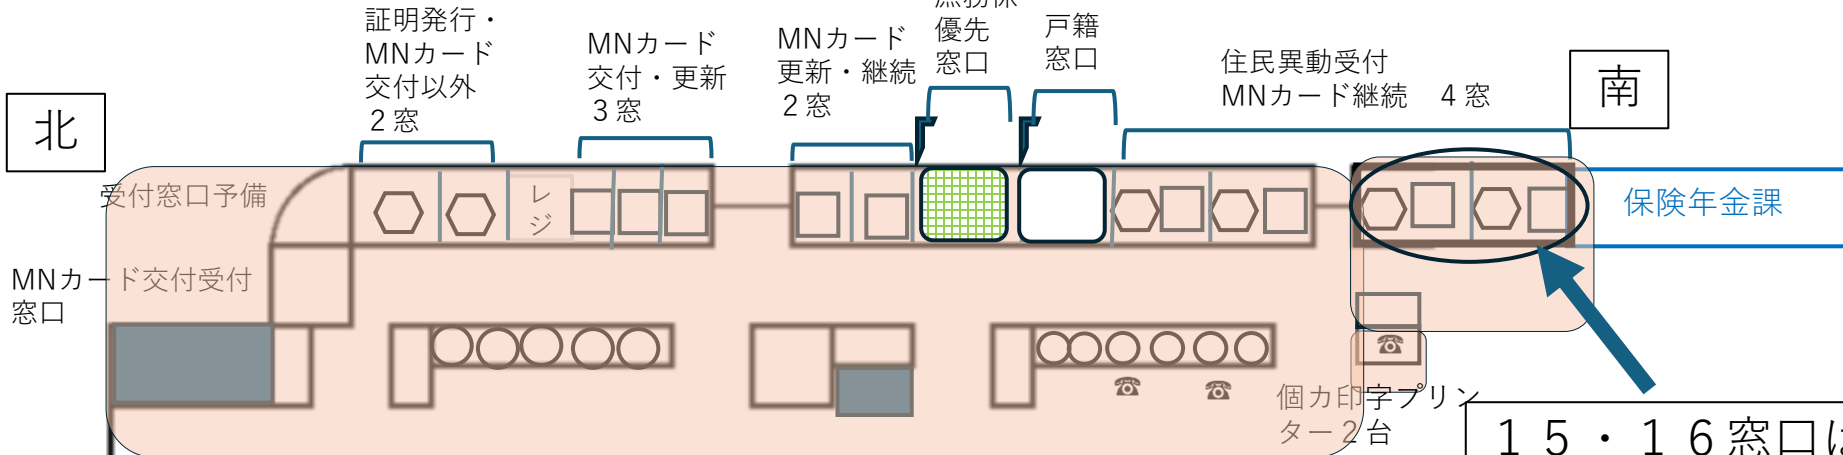 証明発行・
MNカード
交付以外
２窓
MNカード
交付・更新
３窓
MNカード
更新・継続
２窓
優先
窓口
戸籍
窓口
住民異動受付
MNカード継続　４窓
南
北
受付窓口予備
レ
ジ
保険年金課
MNカード交付受付
窓口
個カ印字プリン
ター２台
１５・１６窓口は